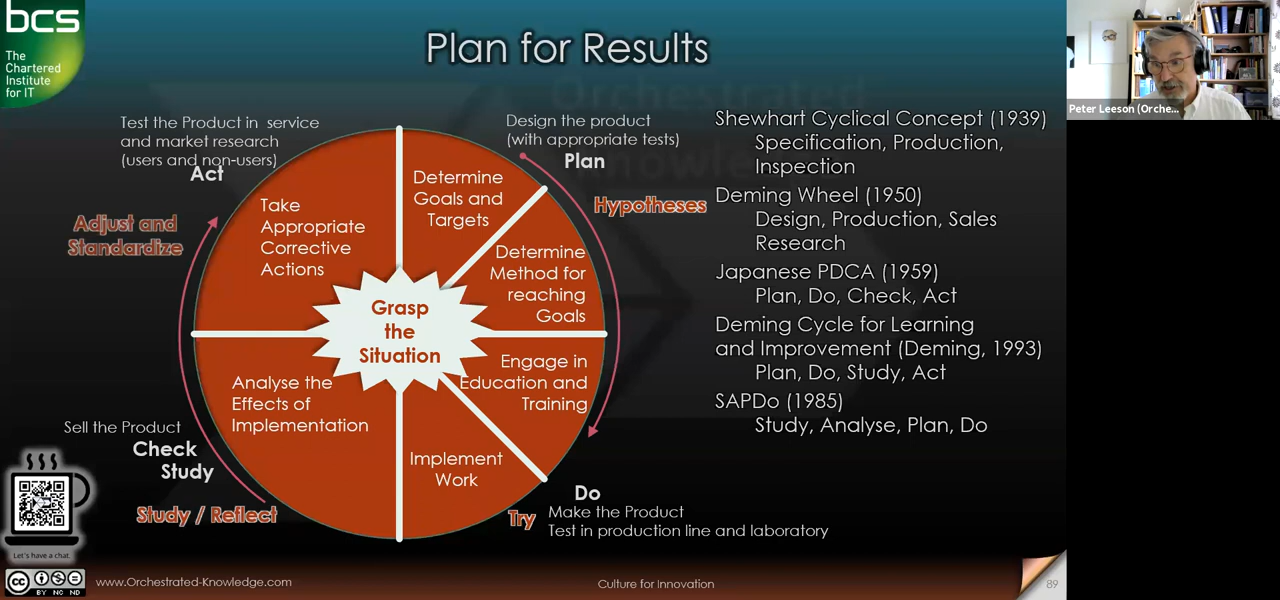 bcs
The
Chartered
Institute
for IT
Plan for Results
Peter Leeson (Orche...
Test the Product in service
and market research
(users and non-users)
Act
Adjust and
Standardize
Design the product
(with appropriate tests)
Plan
Hypotheses
Take
Appropriate
Corrective
Actions
Determine
Goals and
Targets
Determine
Method for
reaching
Goals
Grasp
the
Situation
Engage in
Education and
Training
Analyse the
Effects of
Implementation
Implement
Work
Sell the Product
Check
Study
Study / Reflect
Do
Try
Make the Product
Test in production line and laboratory
Shewhart Cyclical Concept (1939)
Specification, Production,
Inspection
Deming Wheel (1950)
Design, Production, Sales
Research
Japanese PDCA (1959)
Plan, Do, Check, Act
Deming Cycle for Learning
and Improvement (Deming, 1993)
Plan, Do, Study, Act
SAPDo (1985)
Study, Analyse, Plan, Do
Let's have a chat.
cc
BY NC ND
www.Orchestrated-Knowledge.com
Culture for Innovation
89